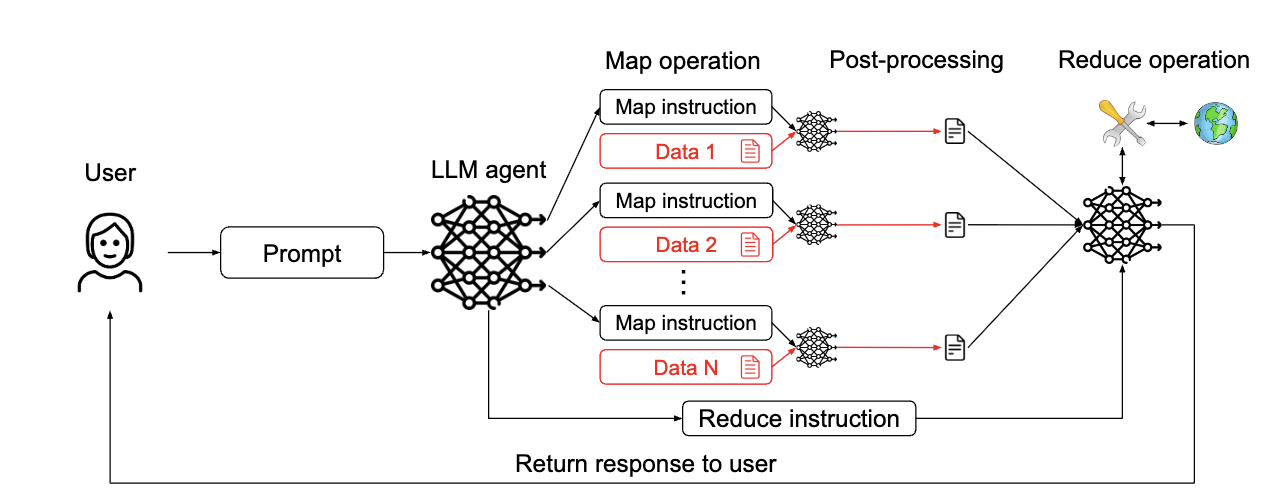 Map operation
Post-processing
Reduce operation
User
LLM agent
Prompt
Map instruction
Data 1
Map instruction
Data 2
⋮
Map instruction
Data N
Reduce instruction
Return response to user